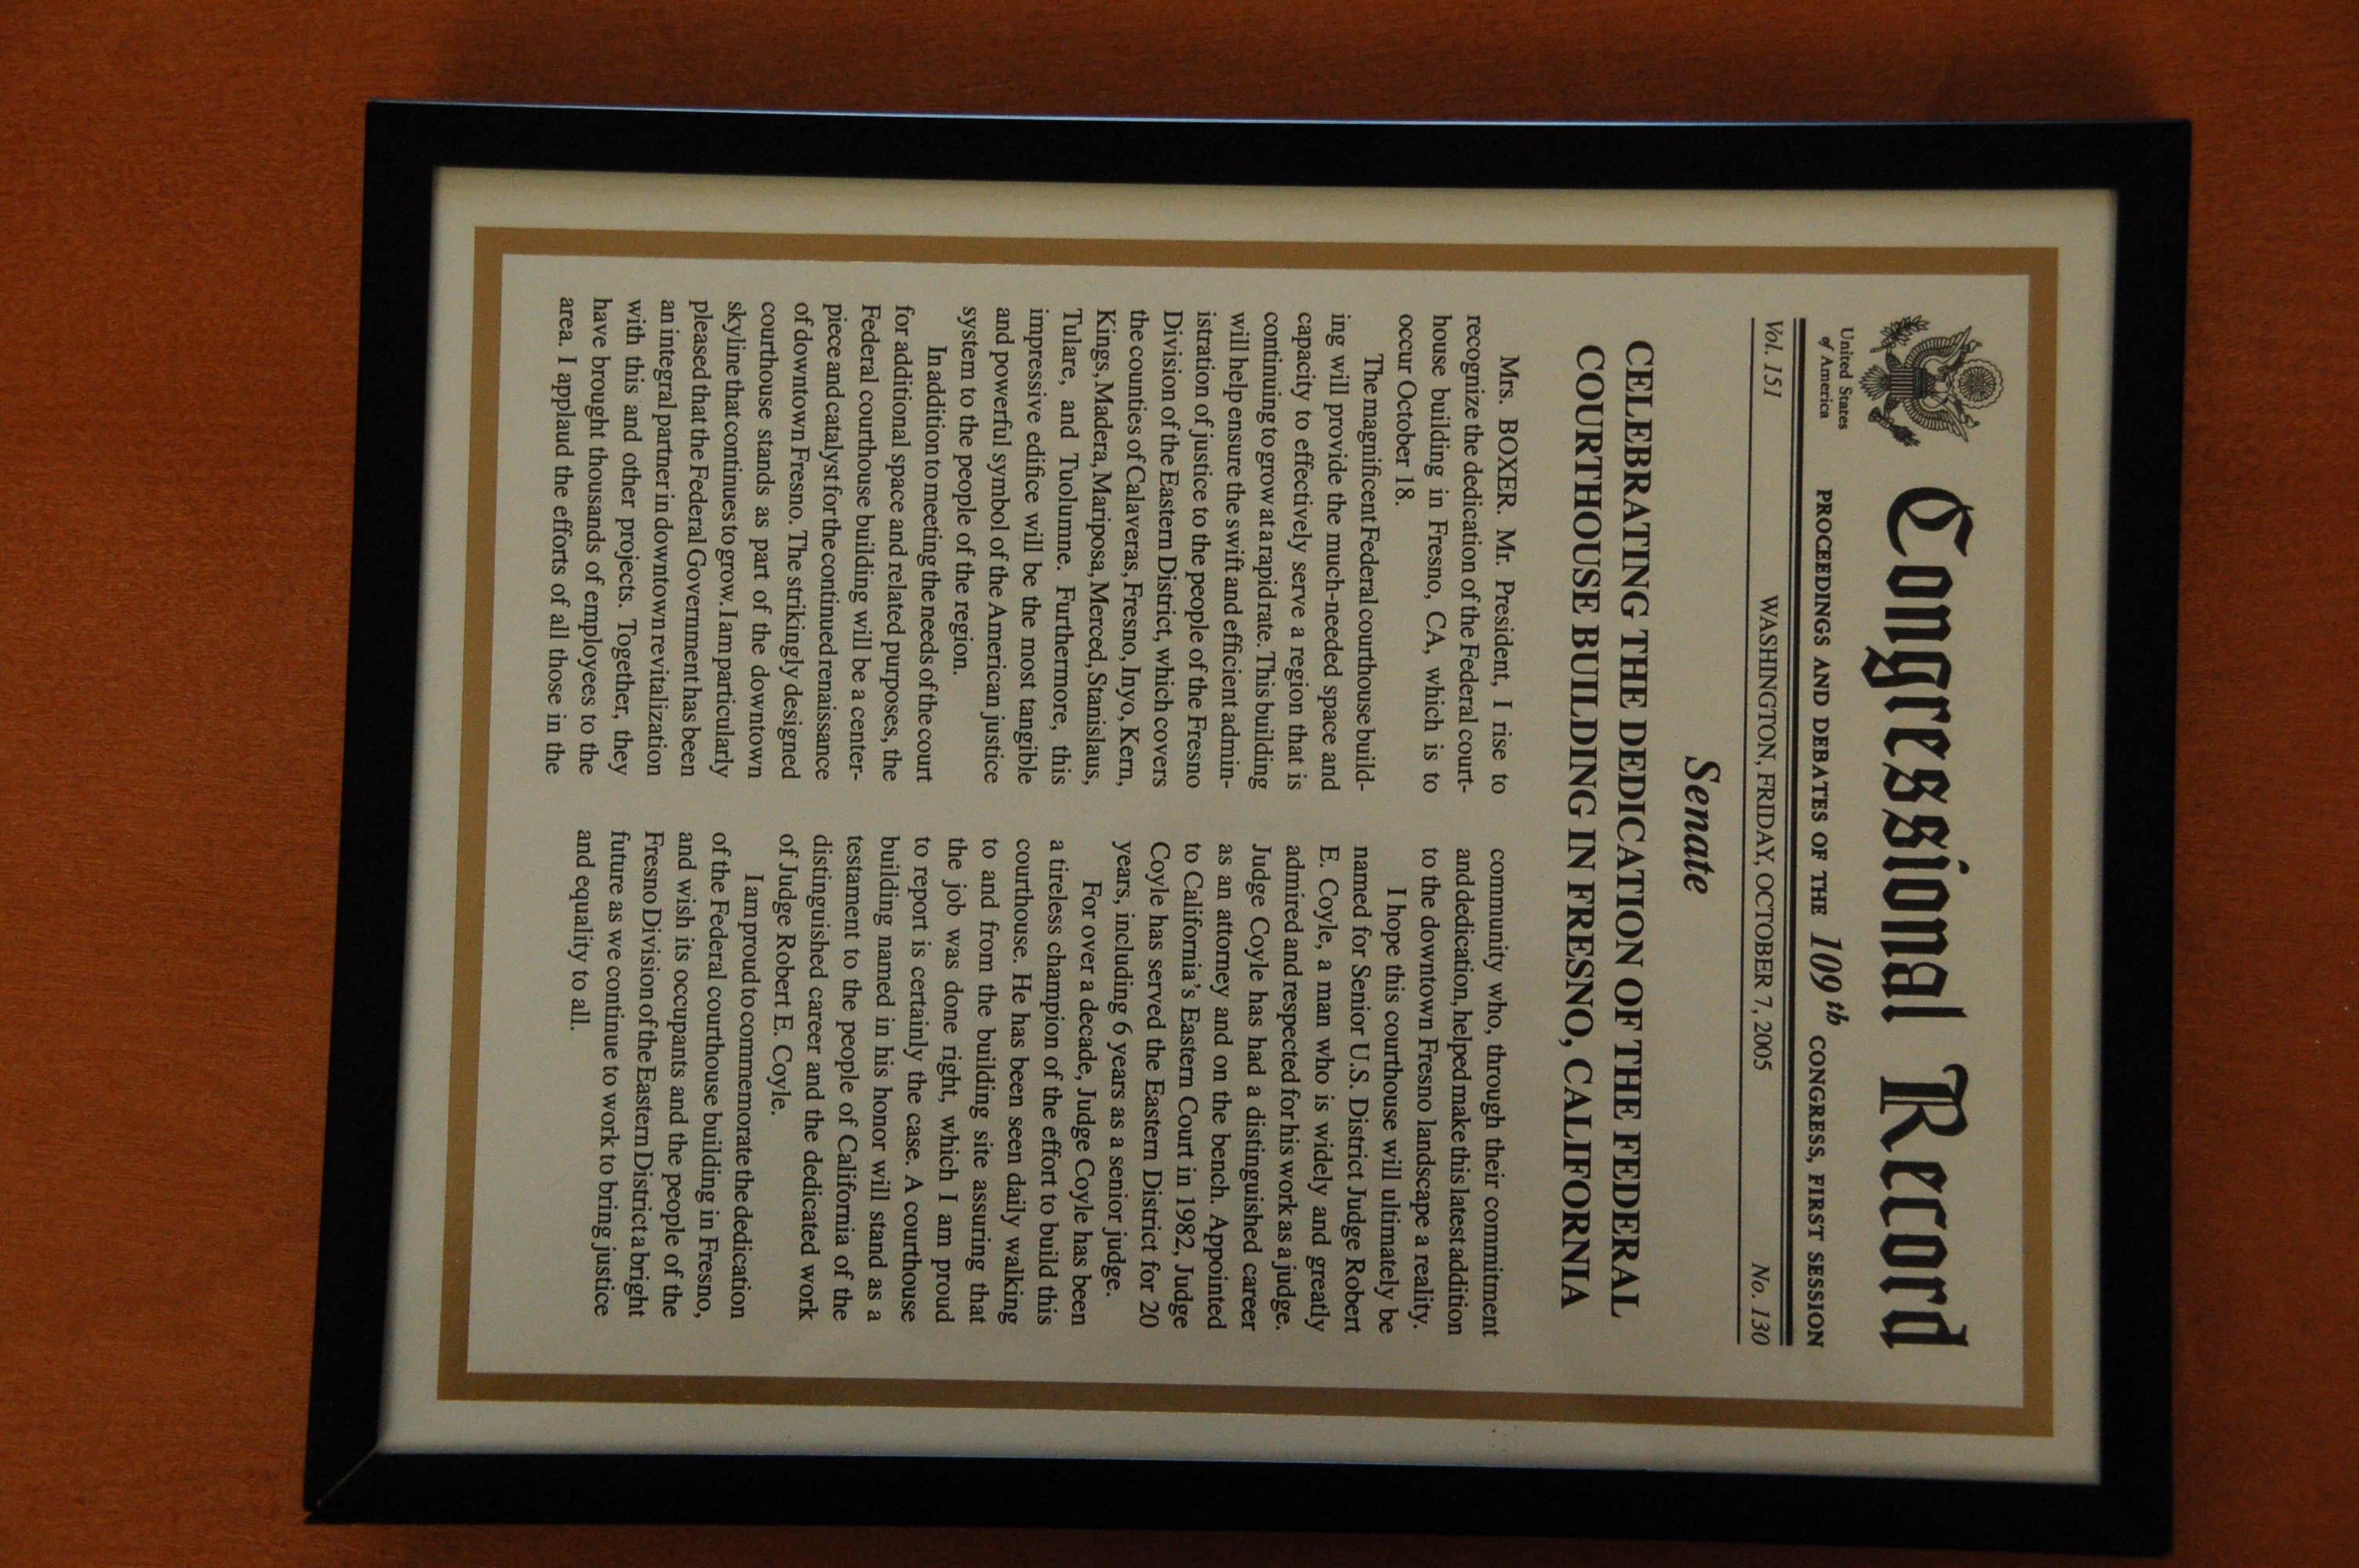 Congressional Record
United States
of America
PROCEEDINGS AND DEBATES OF THE 109th CONGRESS, FIRST SESSION
Vol. 151 WASHINGTON, FRIDAY, OCTOBER 7, 2005 No. 130
Senate
CELEBRATING THE DEDICATION OF THE FEDERAL
COURTHOUSE BUILDING IN FRESNO, CALIFORNIA
Mrs. BOXER. Mr. President, I rise to
recognize the dedication of the Federal court-
house building in Fresno, CA, which is to
occur October 18.
The magnificent Federal courthouse build-
ing will provide the much-needed space and
capacity to effectively serve a region that is
continuing to grow at a rapid rate. This building
will help ensure the swift and efficient admin-
istration of justice to the people of the Fresno
Division of the Eastern District, which covers
the counties of Calaveras, Fresno, Inyo, Kern,
Kings, Madera, Mariposa, Merced, Stanislaus,
Tulare, and Tuolumne. Furthermore, this
impressive edifice will be the most tangible
and powerful symbol of the American justice
system to the people of the region.
In addition to meeting the needs of the court
for additional space and related purposes, the
Federal courthouse building will be a center-
piece and catalyst for the continued renaissance
of downtown Fresno. The strikingly designed
courthouse stands as part of the downtown
skyline that continues to grow. I am particularly
pleased that the Federal Government has been
an integral partner in downtown revitalization
with this and other projects. Together, they
have brought thousands of employees to the
area. I applaud the efforts of all those in the
community who, through their commitment
and dedication, helped make this latest addition
to the downtown Fresno landscape a reality.
I hope this courthouse will ultimately be
named for Senior U.S. District Judge Robert
E. Coyle, a man who is widely and greatly
admired and respected for his work as a judge.
Judge Coyle has had a distinguished career
as an attorney and on the bench. Appointed
to California's Eastern Court in 1982, Judge
Coyle has served the Eastern District for 20
years, including 6 years as a senior judge.
For over a decade, Judge Coyle has been
a tireless champion of the effort to build this
courthouse. He has been seen daily walking
to and from the building site assuring that
the job was done right, which I am proud
to report is certainly the case. A courthouse
building named in his honor will stand as a
testament to the people of California of the
distinguished career and the dedicated work
of Judge Robert E. Coyle.
I am proud to commemorate the dedication
of the Federal courthouse building in Fresno,
and wish its occupants and the people of the
Fresno Division of the Eastern District a bright
future as we continue to work to bring justice
and equality to all.